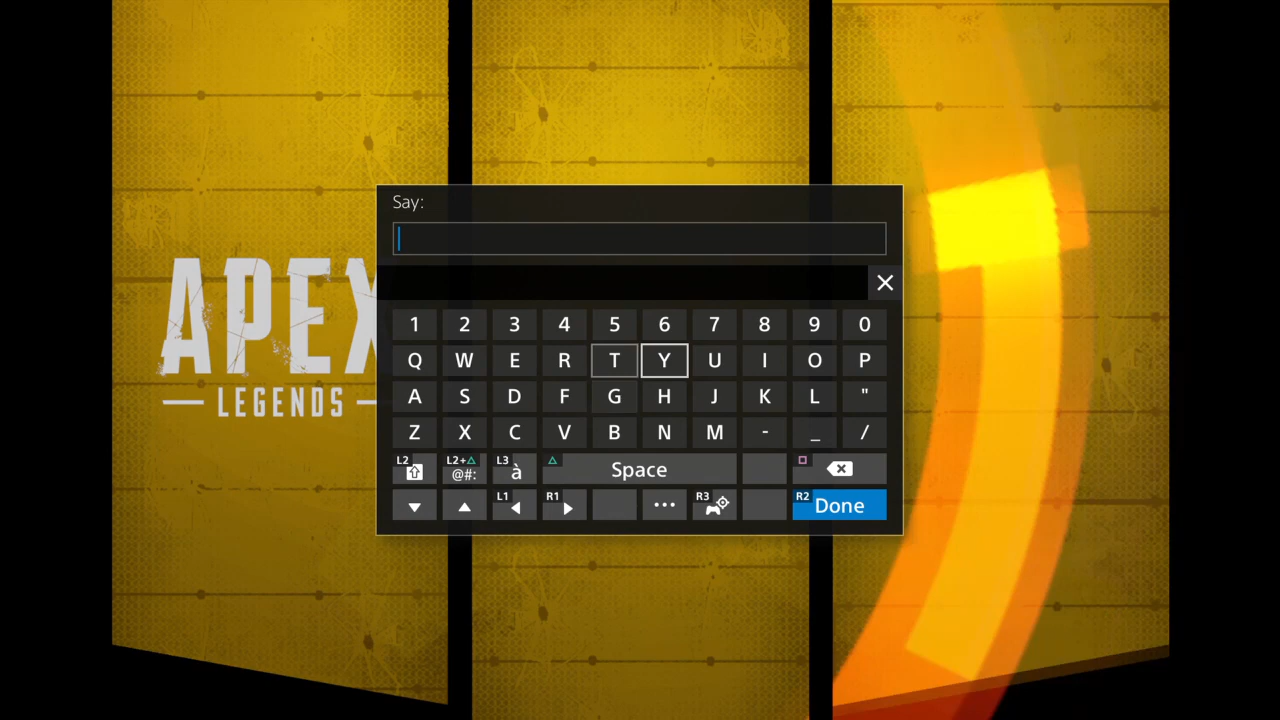 Say:
APEX
LEGENDS
1 2 3 4 5 6 7 8 9 0
Q W E R T Y U I O P
A S D F G H J K L "
Z X C V B N M - _ /
L2 L2+△ @#: L3 à △ Space
L1 R1 ... R3 R2 Done